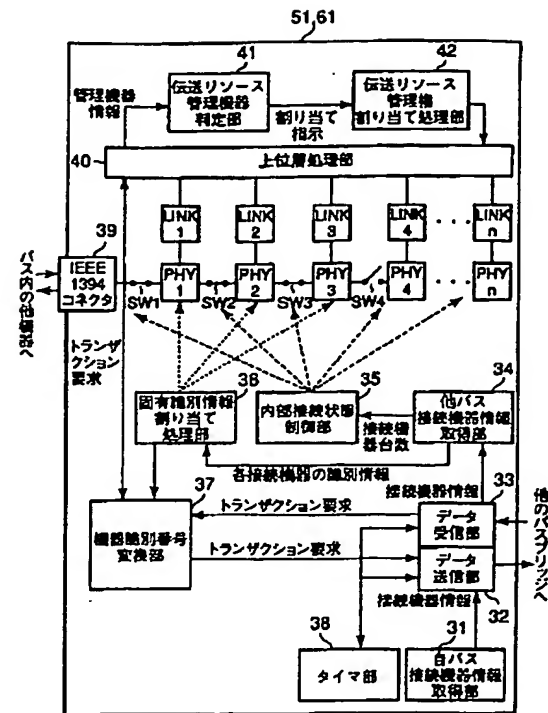 51,61
41
42
管理機器
情報
伝送リソース
管理機器
判定部
割り当て
指示
伝送リソース
管理機
割り当て処理部
40
上位層処理部
LINK
1
LINK
2
LINK
3
LINK
4
LINK
n
39
IEEE
1394
コネクタ
バス内の他機器へ
PHY
1
PHY
2
PHY
3
PHY
4
PHY
n
SW1
SW2
SW3
SW4
トランザク
ション要求
36
固有識別情報
割り当て
処理部
35
内部接続状態
制御部
34
他バス
接続機器情報
取得部
接続機
器台数
各接続機器の識別情報
接続機器情報
37
機器識別番号
変換部
トランザクション要求
トランザクション要求
33
データ
受信部
データ
送信部
32
他のバスブリッジへ
接続機器情報
38
タイマ部
31
自バス
接続機器情報
取得部